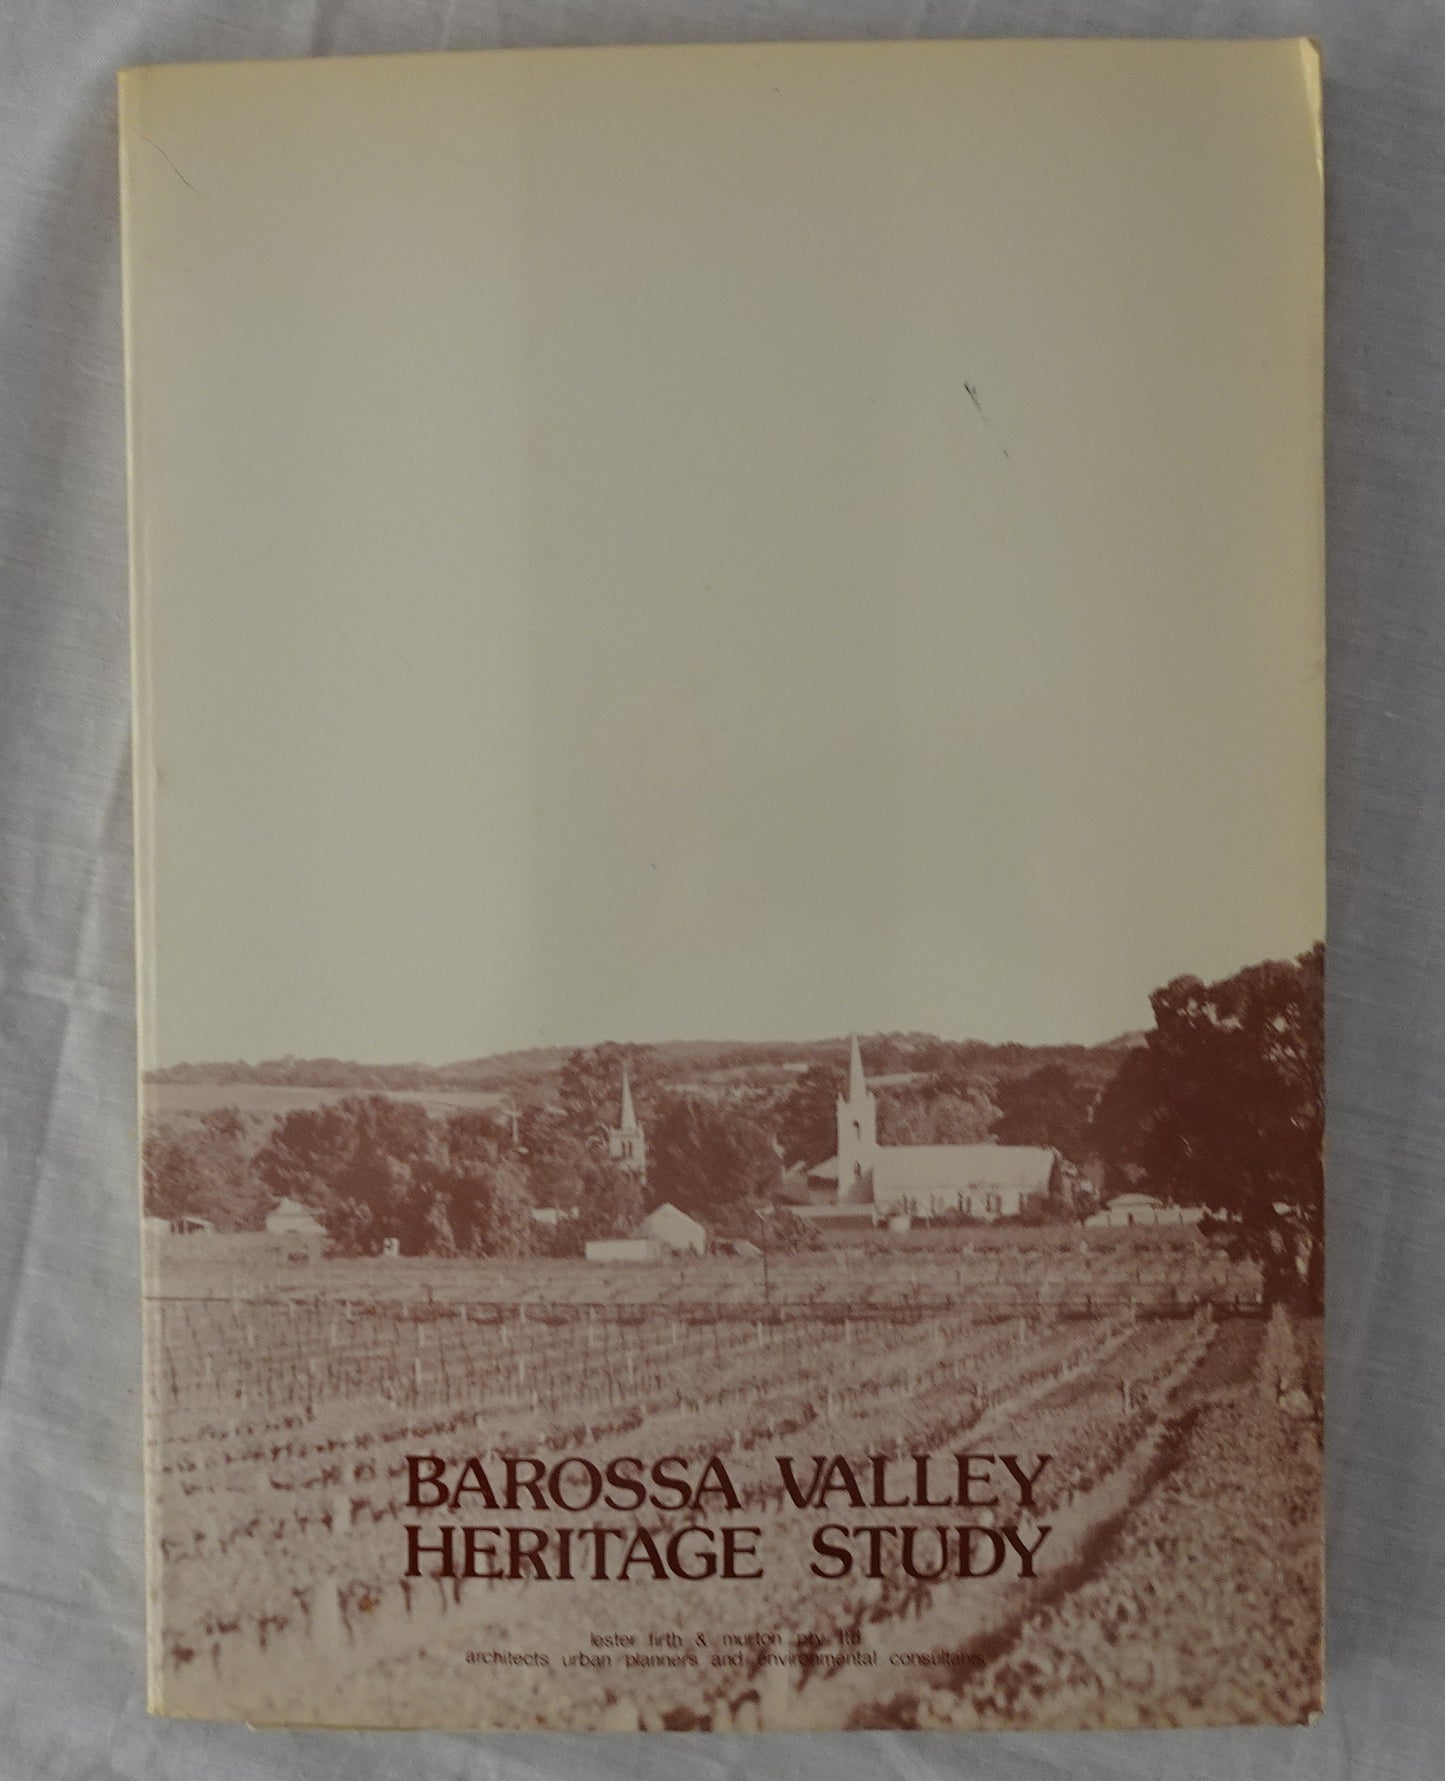 BAROSSA VALLEY
HERITAGE STUDY
lester firth & murton pty ltd
architects urban planners and environmental consultants